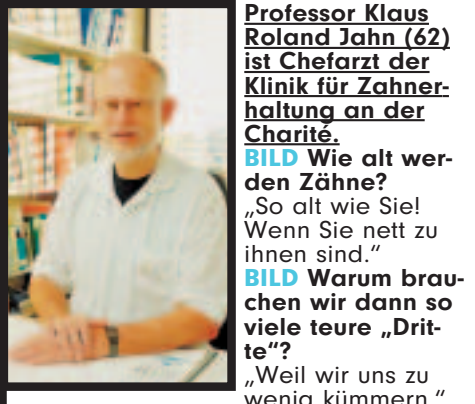 Professor Klaus
Roland Jahn (62)
ist Chefarzt der
Klinik für Zahner-
haltung an der
Charité.
BILD Wie alt wer-
den Zähne?
„So alt wie Sie!
Wenn Sie nett zu
ihnen sind.“
BILD Warum brau-
chen wir dann so
viele teure „Drit-
te“?
„Weil wir uns zu
wenig kümmern.“